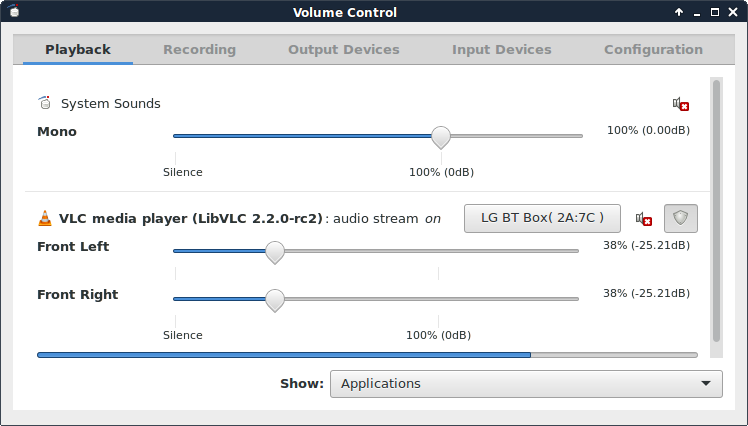 Volume Control
Playback Recording Output Devices Input Devices Configuration
System Sounds
Mono 100% (0.00dB)
Silence 100% (0dB)
VLC media player (LibVLC 2.2.0-rc2) : audio stream on LG BT Box( 2A:7C )
Front Left 38% (-25.21dB)
Front Right 38% (-25.21dB)
Silence 100% (0dB)
Show: Applications